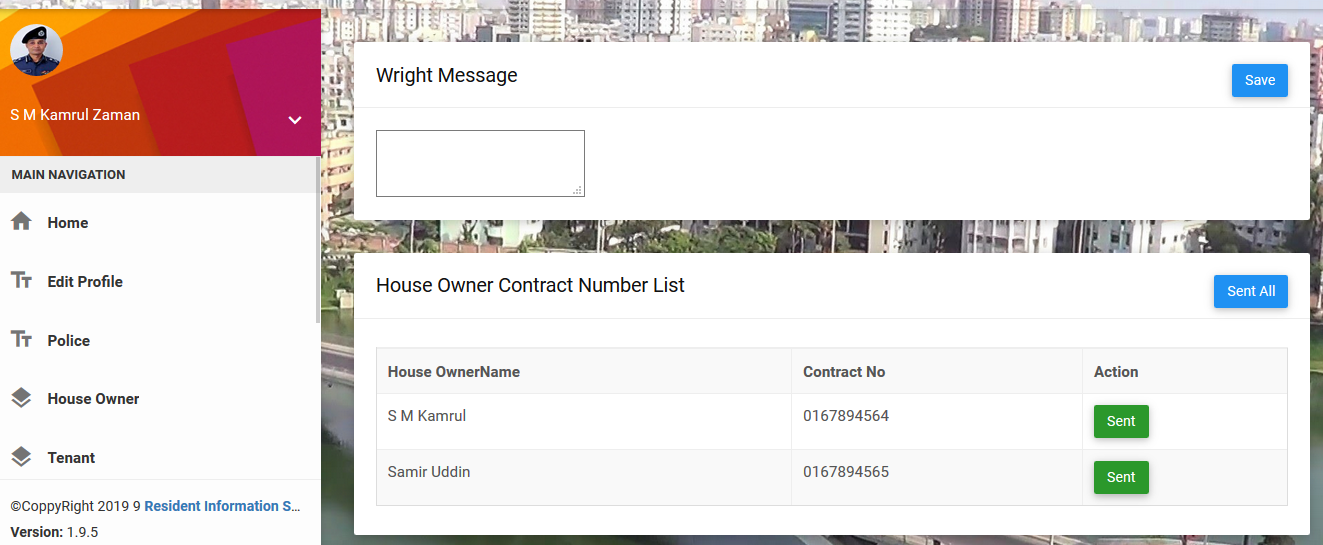 S M Kamrul Zaman
MAIN NAVIGATION
Home
Edit Profile
Police
House Owner
Tenant
©CoppyRight 2019 9 Resident Information S...
Version: 1.9.5
Wright Message
Save
House Owner Contract Number List
Sent All
House OwnerName Contract No Action
S M Kamrul 0167894564 Sent
Samir Uddin 0167894565 Sent